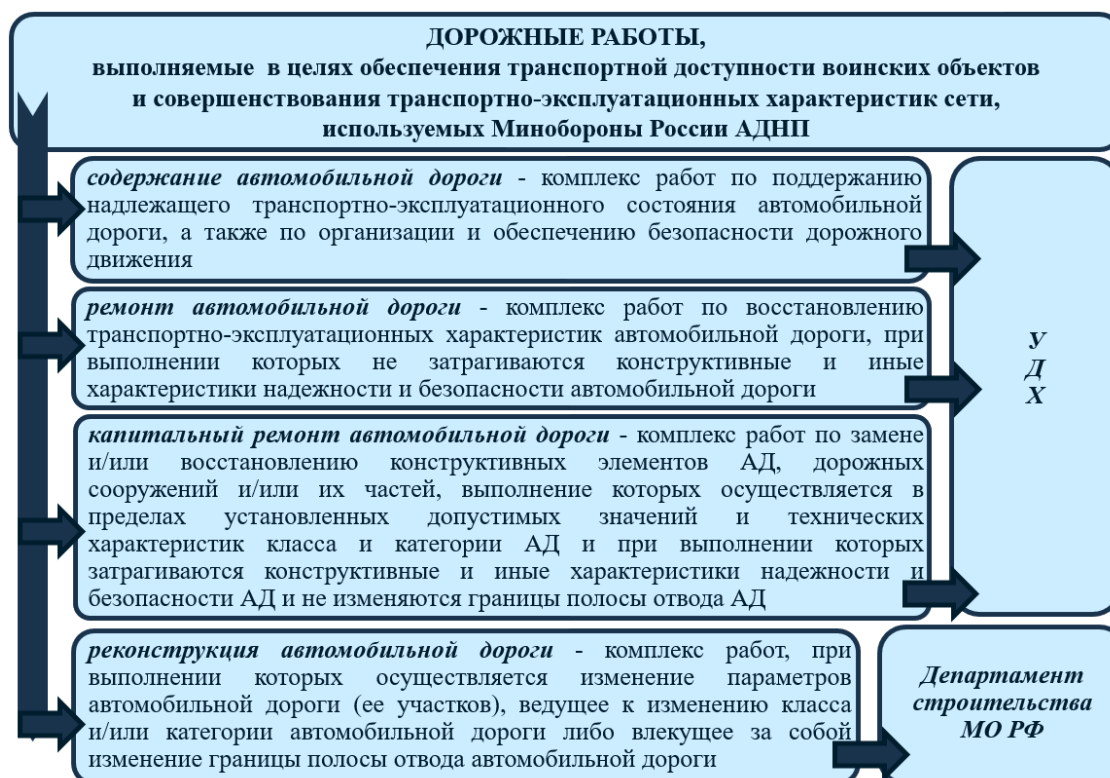 ДОРОЖНЫЕ РАБОТЫ,
выполняемые в целях обеспечения транспортной доступности воинских объектов
и совершенствования транспортно-эксплуатационных характеристик сети,
используемых Минобороны России АДНП
содержание автомобильной дороги - комплекс работ по поддержанию
надлежащего транспортно-эксплуатационного состояния автомобильной
дороги, а также по организации и обеспечению безопасности дорожного
движения
ремонт автомобильной дороги - комплекс работ по восстановлению
транспортно-эксплуатационных характеристик автомобильной дороги, при
выполнении которых не затрагиваются конструктивные и иные
характеристики надежности и безопасности автомобильной дороги
капитальный ремонт автомобильной дороги - комплекс работ по замене
и/или восстановлению конструктивных элементов АД, дорожных
сооружений и/или их частей, выполнение которых осуществляется в
пределах установленных допустимых значений и технических
характеристик класса и категории АД и при выполнении которых
затрагиваются конструктивные и иные характеристики надежности и
безопасности АД и не изменяются границы полосы отвода АД
У
Д
Х
реконструкция автомобильной дороги - комплекс работ, при
выполнении которых осуществляется изменение параметров
автомобильной дороги (ее участков), ведущее к изменению класса
и/или категории автомобильной дороги либо влекущее за собой
изменение границы полосы отвода автомобильной дороги
Департамент
строительства
МО РФ